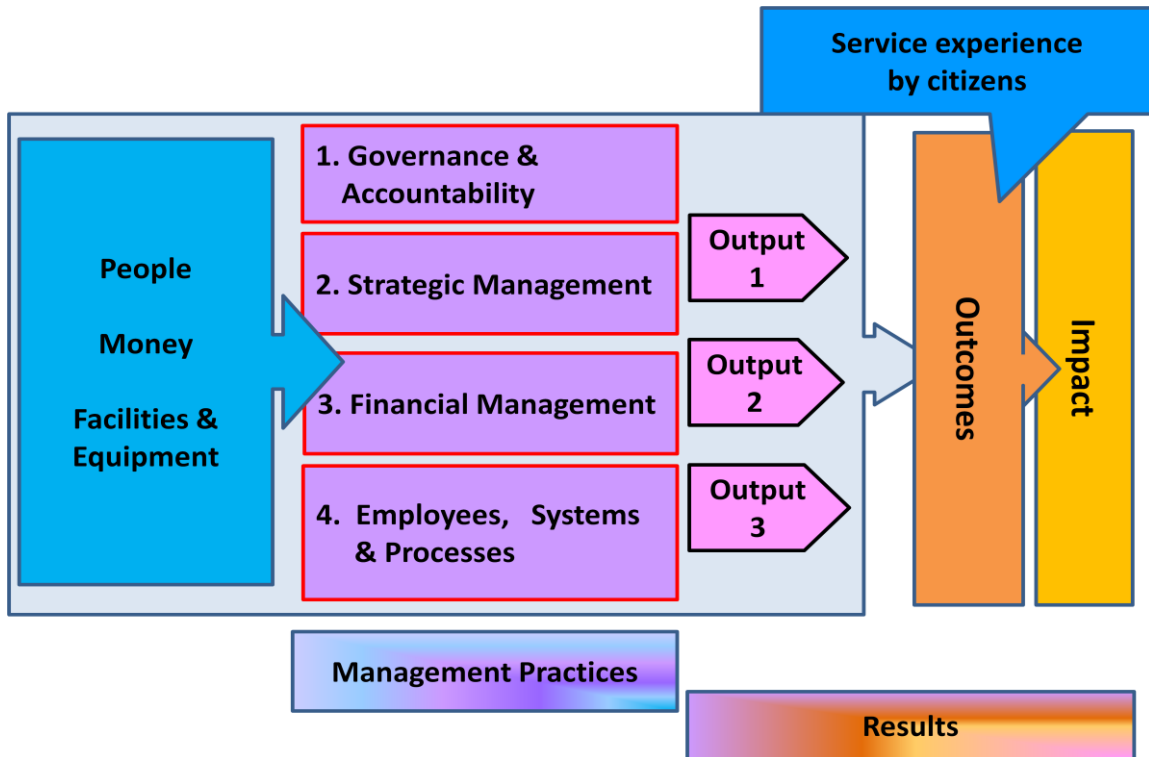 Service experience
by citizens
People
Money
Facilities &
Equipment
1. Governance &
Accountability
2. Strategic Management
3. Financial Management
4. Employees, Systems
& Processes
Output
1
Output
2
Output
3
Outcomes
Impact
Management Practices
Results